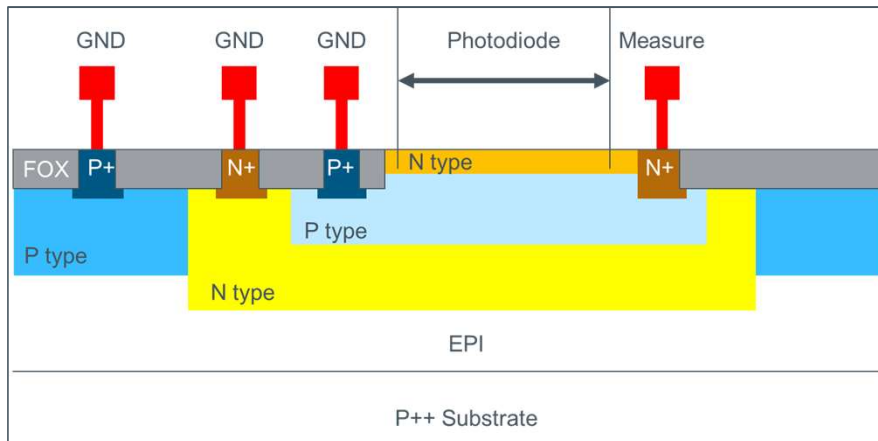 GND
GND
GND
Photodiode
Measure
FOX
P+
N+
P+
N type
N+
P type
P type
N type
EPI
P++ Substrate